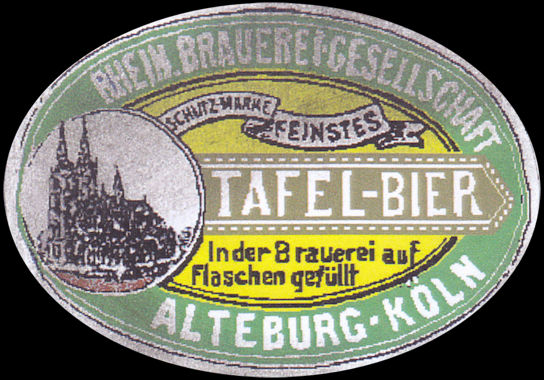 RHEIN. BRAUEREI-GESELLSCHAFT
SCHUTZ-MARKE
FEINSTES
TAFEL-BIER
In der Brauerei auf
Flaschen gefüllt
ALTEBURG-KÖLN